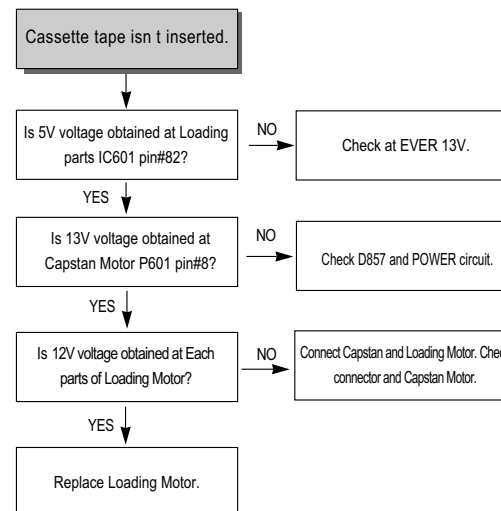 Cassette tape isn t inserted.
Is 5V voltage obtained at Loading
parts IC601 pin#82?
NO
Check at EVER 13V.
YES
Is 13V voltage obtained at
Capstan Motor P601 pin#8?
NO
Check D857 and POWER circuit.
YES
Is 12V voltage obtained at Each
parts of Loading Motor?
NO
Connect Capstan and Loading Motor.
connector and Capstan Motor.
YES
Replace Loading Motor.